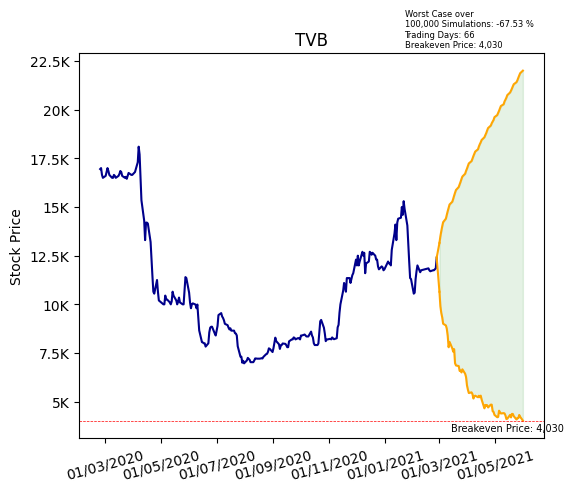 Worst Case over
100,000 Simulations: -67.53 %
Trading Days: 66
Breakeven Price: 4,030
TVB
22.5K
20K
17.5K
15K
12.5K
10K
7.5K
5K
Stock Price
Breakeven Price: 4,030
01/03/2020
01/05/2020
01/07/2020
01/09/2020
01/11/2020
01/01/2021
01/03/2021
01/05/2021